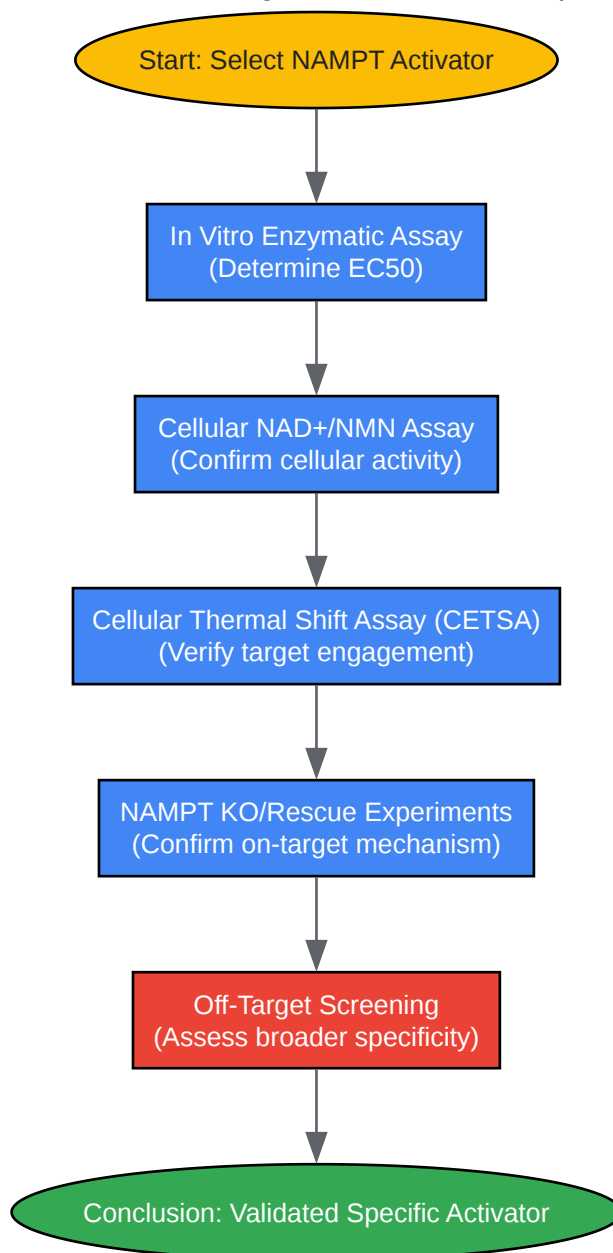 Start: Select NAMPT Activator
In Vitro Enzymatic Assay
(Determine EC50)
Cellular NAD+/NMN Assay
(Confirm cellular activity)
Cellular Thermal Shift Assay (CETSA)
(Verify target engagement)
NAMPT KO/Rescue Experiments
(Confirm on-target mechanism)
Off-Target Screening
(Assess broader specificity)
Conclusion: Validated Specific Activator